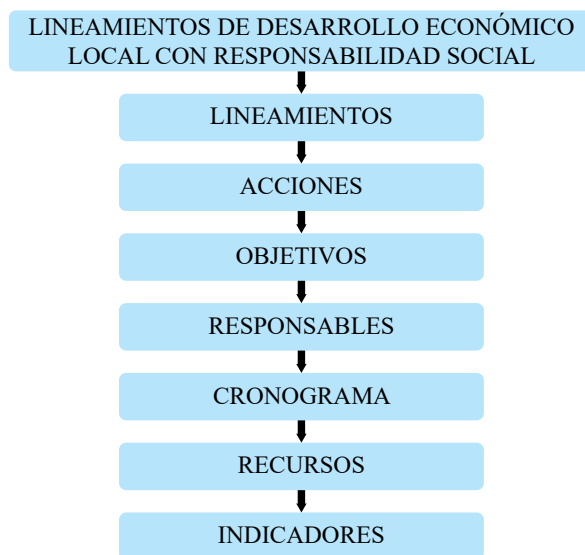 LINEAMIENTOS DE DESARROLLO ECONÓMICO
LOCAL CON RESPONSABILIDAD SOCIAL
LINEAMIENTOS
ACCIONES
OBJETIVOS
RESPONSABLES
CRONOGRAMA
RECURSOS
INDICADORES